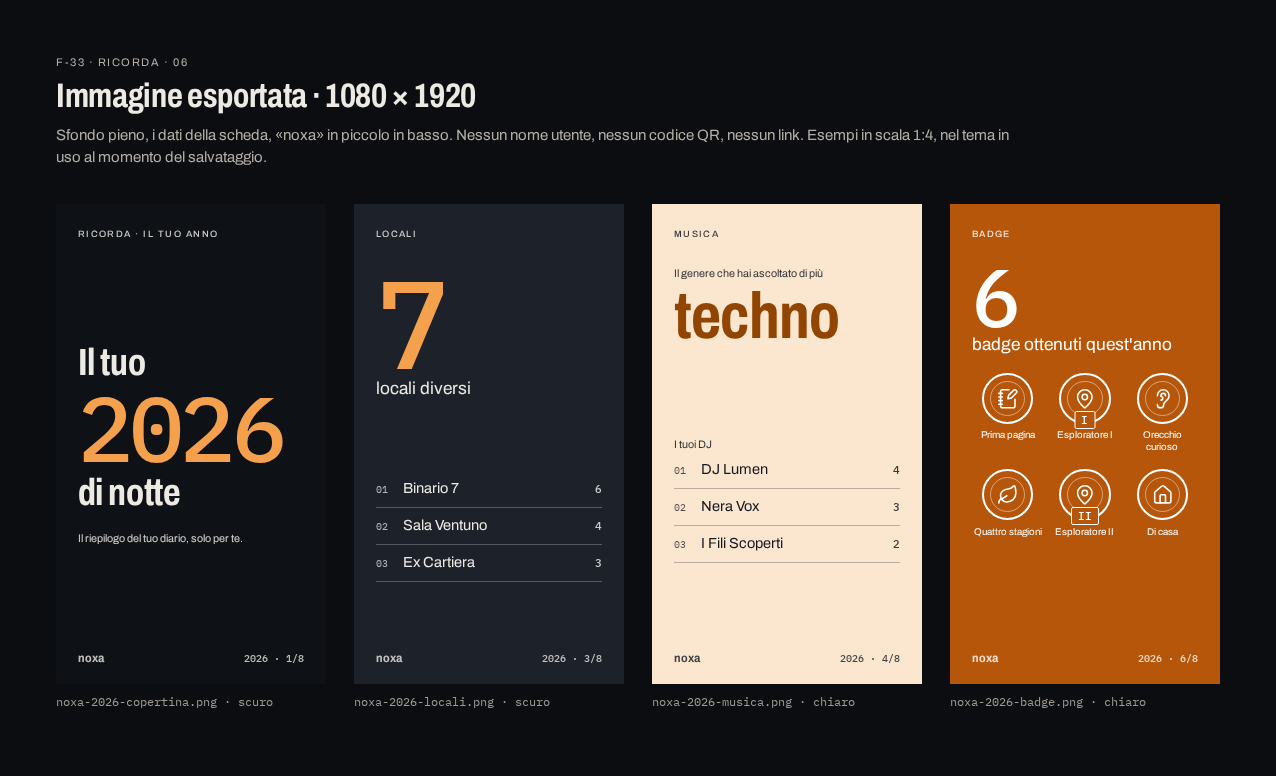 F-33 · RICORDA · 06
Immagine esportata · 1080 × 1920
Sfondo pieno, i dati della scheda, «noxa» in piccolo in basso. Nessun nome utente, nessun codice QR, nessun link. Esempi in scala 1:4, nel tema in
uso al momento del salvataggio.
RICORDA · IL TUO ANNO
Il tuo
2026
di notte
Il riepilogo del tuo diario, solo per te.
noxa 2026 · 1/8
noxa-2026-copertina.png · scuro
LOCALI
7
locali diversi
01 Binario 7 6
02 Sala Ventuno 4
03 Ex Cartiera 3
noxa 2026 · 3/8
noxa-2026-locali.png · scuro
MUSICA
Il genere che hai ascoltato di più
techno
I tuoi DJ
01 DJ Lumen 4
02 Nera Vox 3
03 I Fili Scoperti 2
noxa 2026 · 4/8
noxa-2026-musica.png · chiaro
BADGE
6
badge ottenuti quest'anno
I
Prima pagina Esploratore I Orecchio
curioso
II
Quattro stagioni Esploratore II Di casa
noxa 2026 · 6/8
noxa-2026-badge.png · chiaro